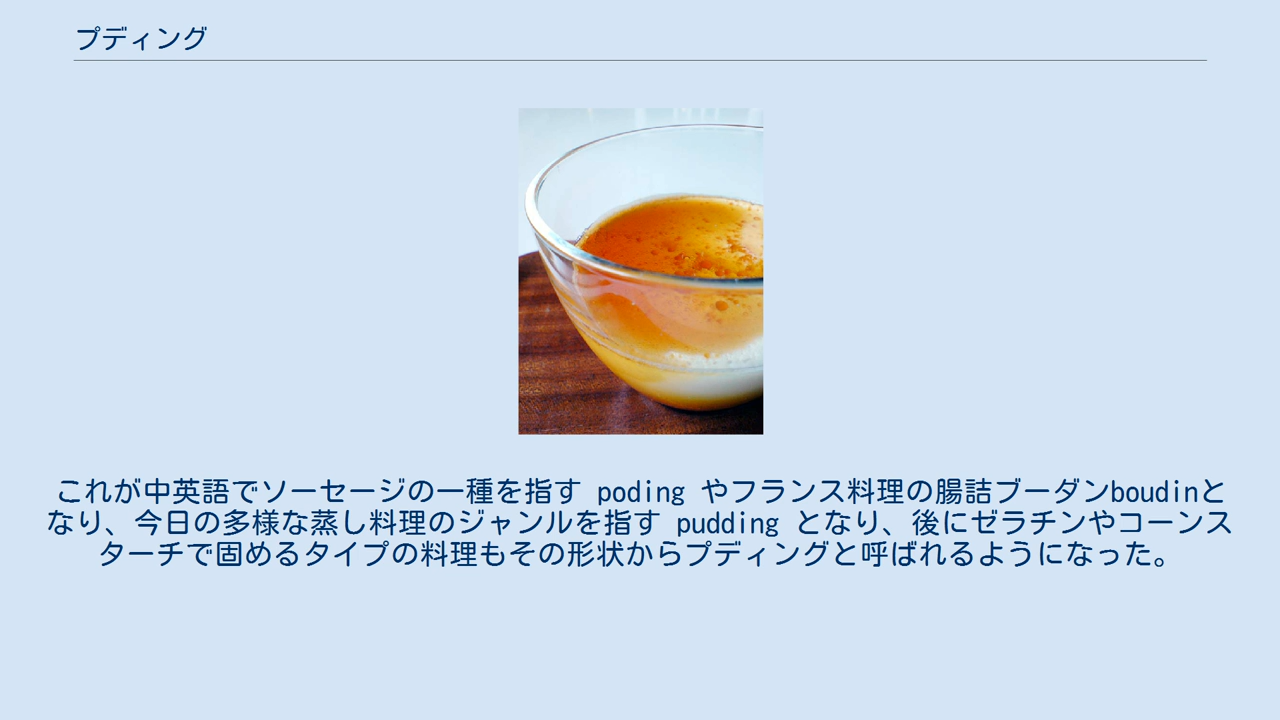 プディング
これが中英語でソーセージの一種を指す poding やフランス料理の腸詰ブーダンboudinと
なり、今日の多様な蒸し料理のジャンルを指す pudding となり、後にゼラチンやコーンス
ターチで固めるタイプの料理もその形状からプディングと呼ばれるようになった。